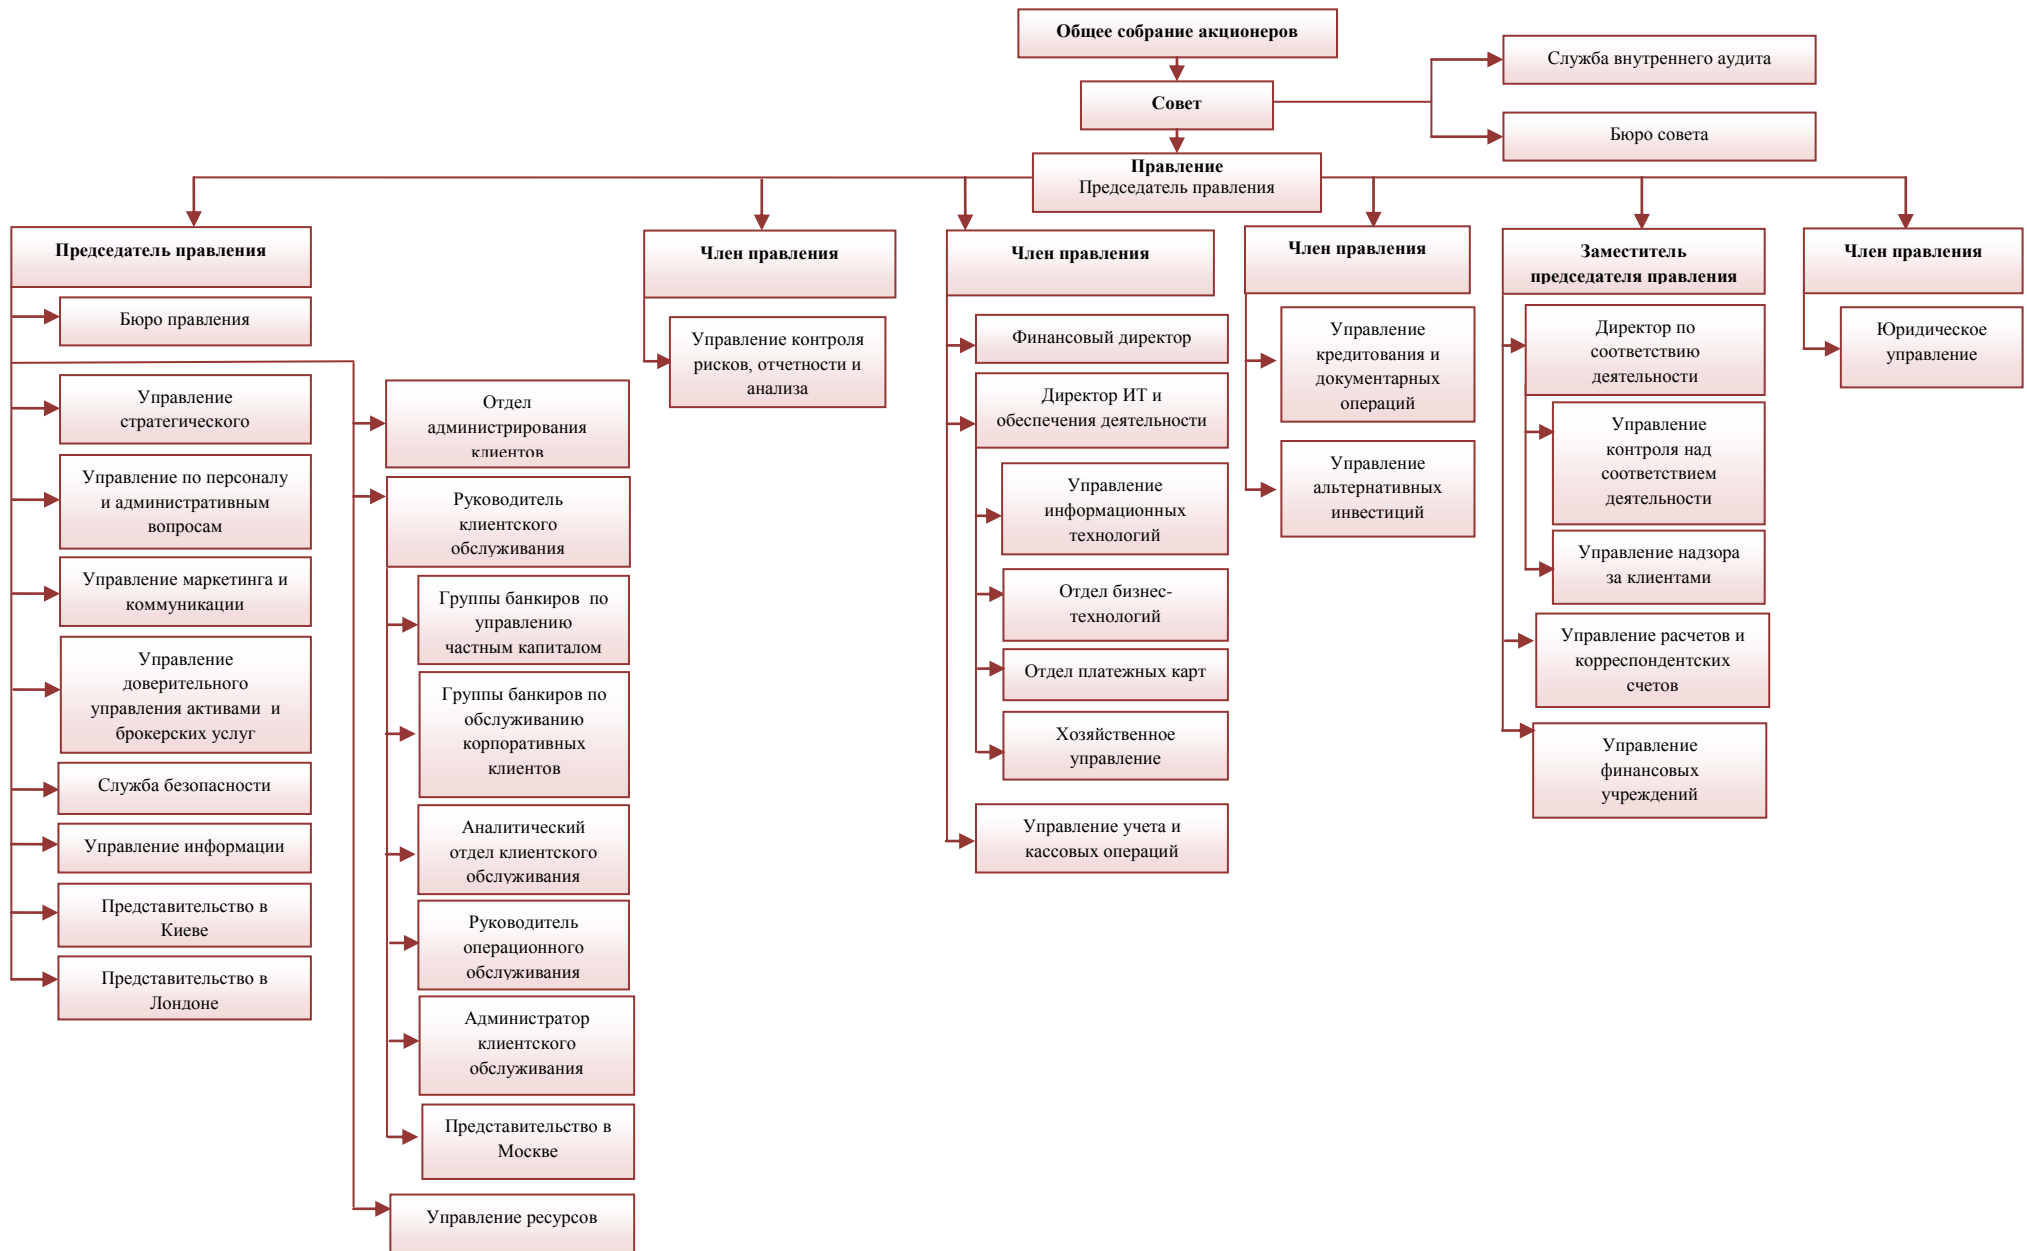 Общее собрание акционеров
Служба внутреннего аудита
Совет
Бюро совета
Правление
Председатель правления
Председатель правления
Бюро правления
Управление
стратегического
Управление по персоналу
и административным
вопросам
Управление маркетинга и
коммуникации
Управление
доверительного
управления активами и
брокерских услуг
Служба безопасности
Управление информации
Представительство в
Киеве
Представительство в
Лондоне
Отдел
администрирования
клиентов
Руководитель
клиентского
обслуживания
Группы банкиров по
управлению
частным капиталом
Группы банкиров по
обслуживанию
корпоративных
клиентов
Аналитический
отдел клиентского
обслуживания
Руководитель
операционного
обслуживания
Администратор
клиентского
обслуживания
Представительство в
Москве
Управление ресурсов
Член правления
Управление контроля
рисков, отчетности и
анализа
Член правления
Финансовый директор
Директор ИТ и
обеспечения деятельности
Управление
информационных
технологий
Отдел бизнес-
технологий
Отдел платежных карт
Хозяйственное
управление
Управление учета и
кассовых операций
Член правления
Управление
кредитования и
документарных
операций
Управление
альтернативных
инвестиций
Заместитель
председателя правления
Директор по
соответствию
деятельности
Управление
контроля над
соответствием
деятельности
Управление надзора
за клиентами
Управление расчетов и
корреспондентских
счетов
Управление
финансовых
учреждений
Член правления
Юридическое
управление